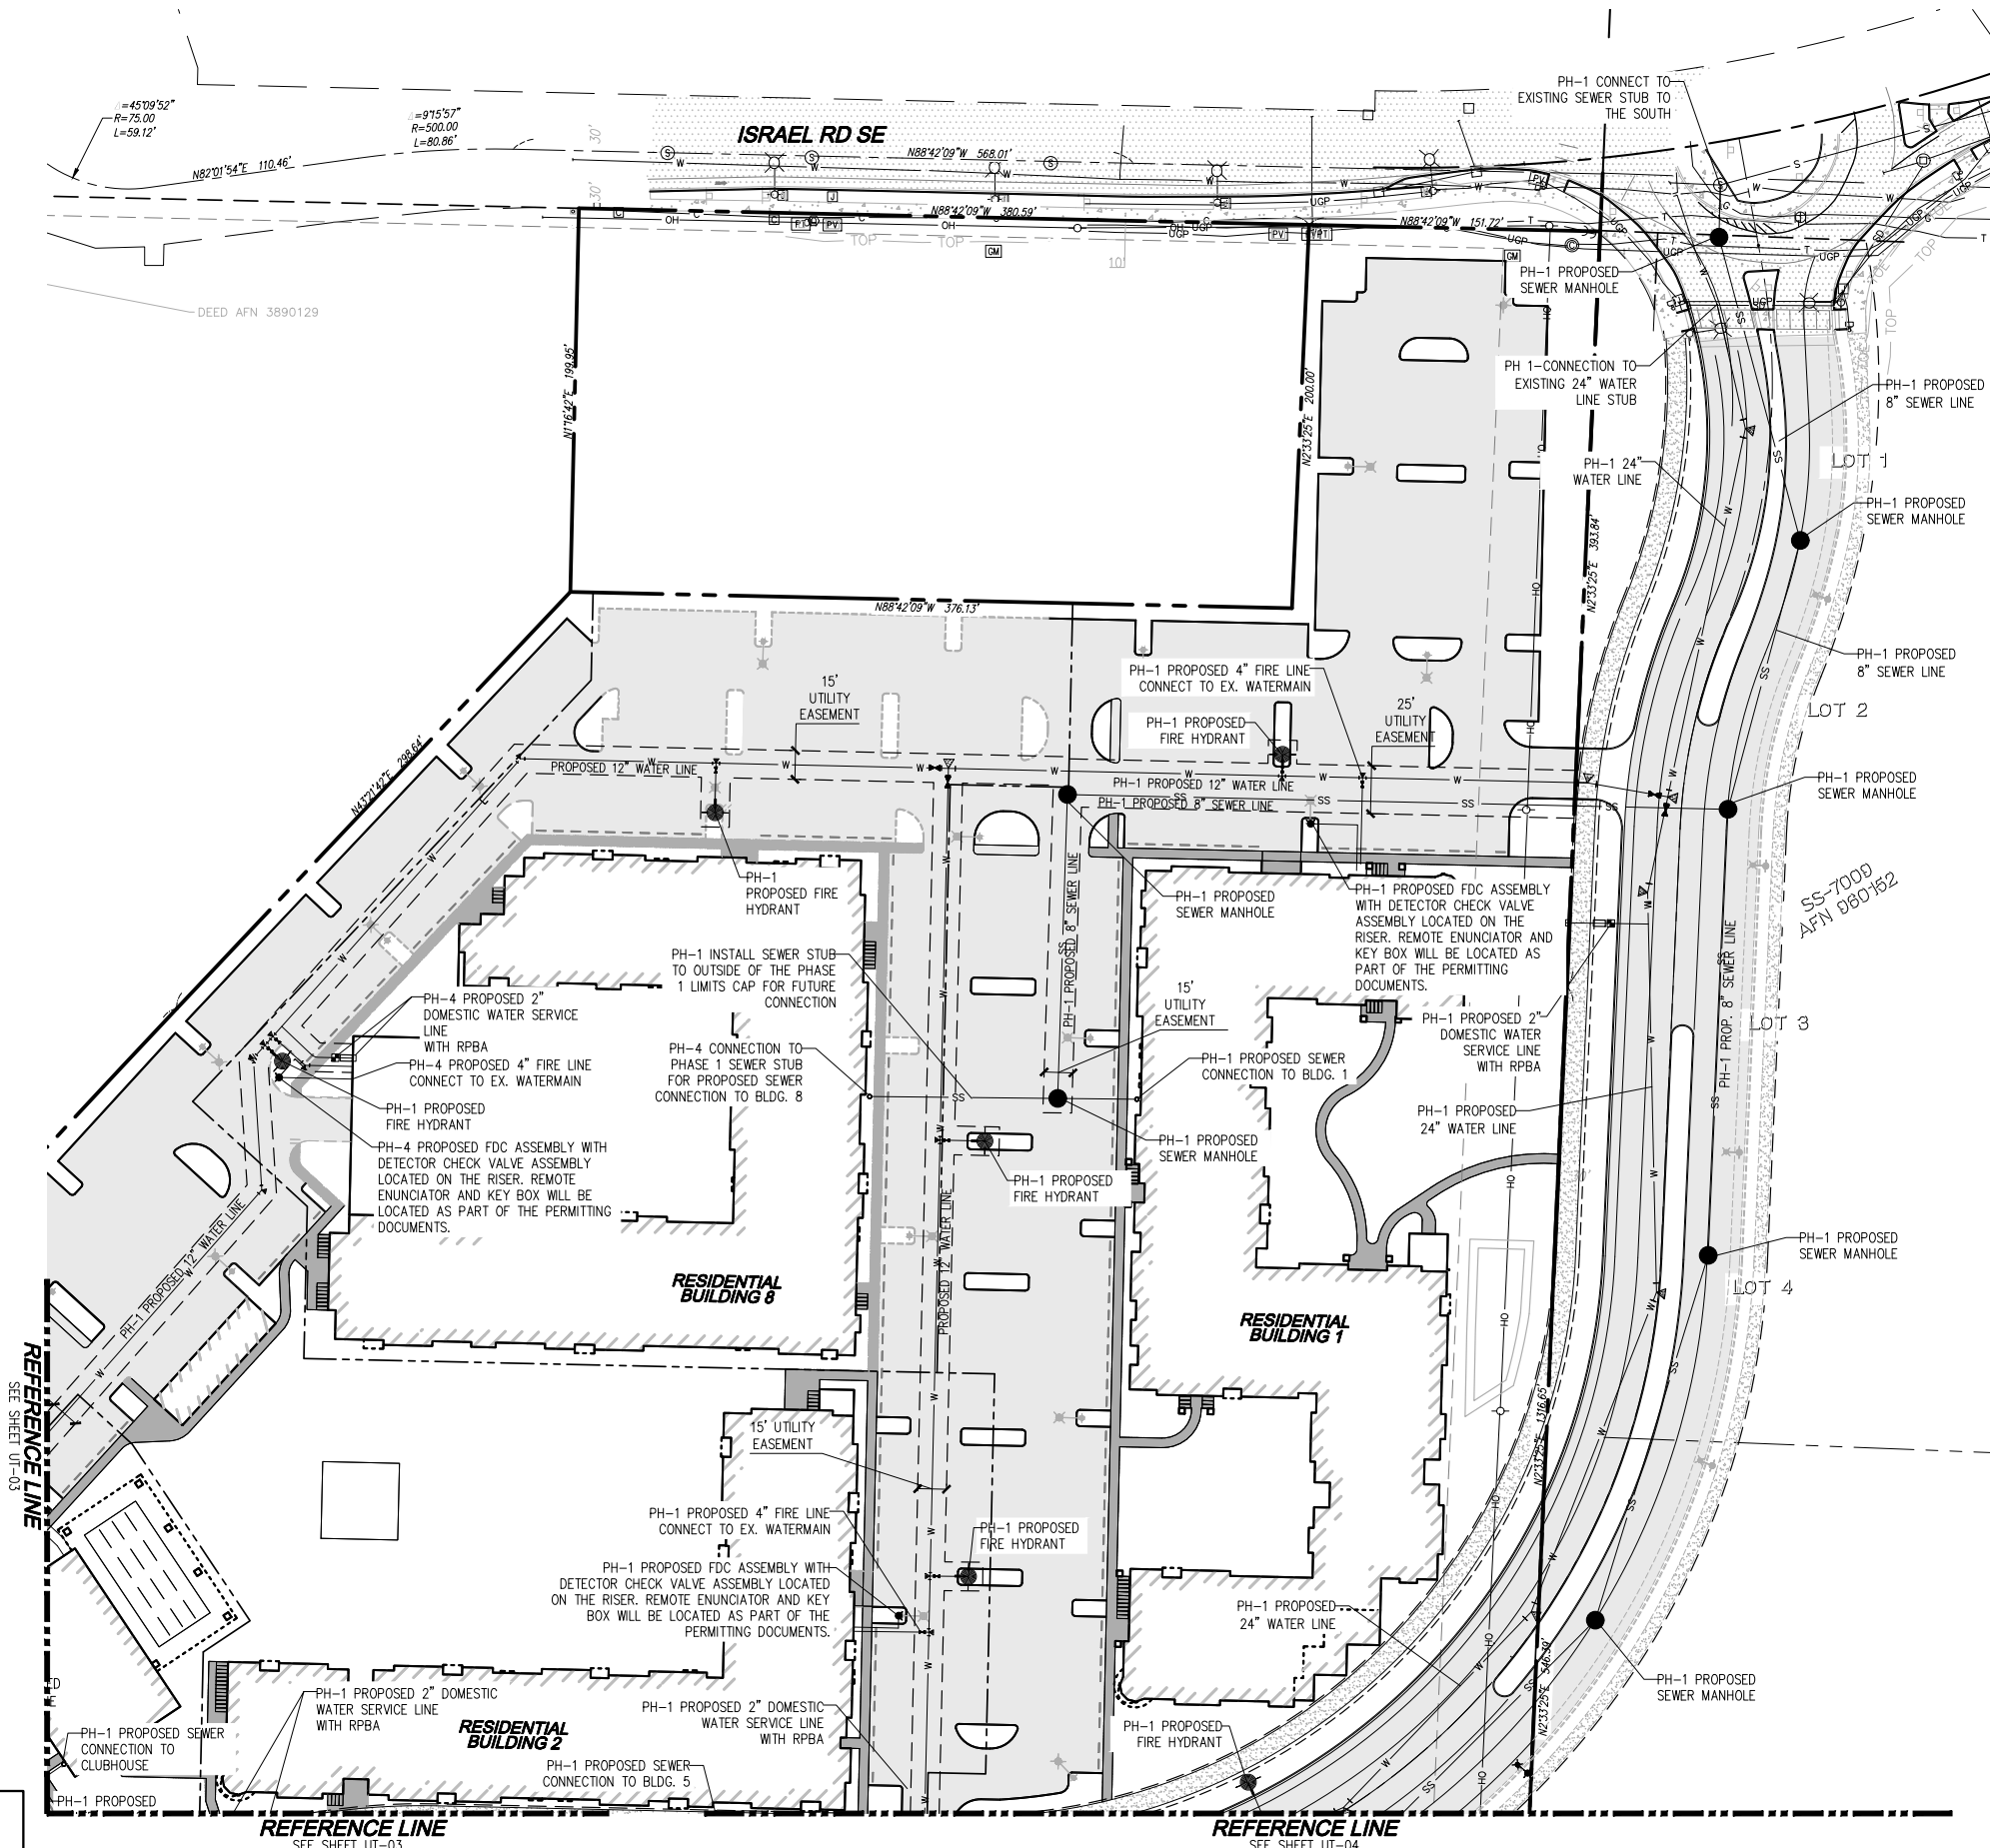 PH-1 CONNECT TO
EXISTING SEWER STUB TO
THE SOUTH
Δ=45°09'52"
R=75.00
L=59.12'
Δ=9°15'57"
R=500.00
L=80.86'
30'
ISRAEL RD SE
N88°42'09"W 568.01'
N82°01'54"E 110.46'
30'
N88°42'09"W 380.59'
N88°42'09"W 151.72'
TOP
TOP
10'
DEED AFN 3890129
PH-1 PROPOSED
SEWER MANHOLE
TOP
TOP
N1°16'42"E 199.95'
N2°33'25"E 200.00'
PH 1-CONNECTION TO
EXISTING 24" WATER
LINE STUB
PH-1 PROPOSED
8" SEWER LINE
LOT 1
PH-1 24"
WATER LINE
PH-1 PROPOSED
SEWER MANHOLE
N2°33'25"E 393.84'
N88°42'09"W 376.13'
PH-1 PROPOSED
8" SEWER LINE
PH-1 PROPOSED 4" FIRE LINE
CONNECT TO EX. WATERMAIN
15'
UTILITY
EASEMENT
25'
UTILITY
EASEMENT
LOT 2
PH-1 PROPOSED
FIRE HYDRANT
N43°21'42"E 298.64'
PROPOSED 12" WATER LINE
PH-1 PROPOSED 12" WATER LINE
PH-1 PROPOSED 8" SEWER LINE
PH-1 PROPOSED
SEWER MANHOLE
PH-1
PROPOSED FIRE
HYDRANT
PH-1 PROPOSED 8" SEWER LINE
PH-1 PROPOSED
SEWER MANHOLE
PH-1 PROPOSED FDC ASSEMBLY
WITH DETECTOR CHECK VALVE
ASSEMBLY LOCATED ON THE
RISER. REMOTE ENUNCIATOR AND
KEY BOX WILL BE LOCATED AS
PART OF THE PERMITTING
DOCUMENTS.
SS-7009
AFN 960152
PH-1 INSTALL SEWER STUB
TO OUTSIDE OF THE PHASE
1 LIMITS CAP FOR FUTURE
CONNECTION
PH-1 PROP. 8" SEWER LINE
15'
UTILITY
EASEMENT
PH-4 PROPOSED 2"
DOMESTIC WATER SERVICE
LINE
WITH RPBA
PH-1 PROPOSED 2"
DOMESTIC WATER
SERVICE LINE
WITH RPBA
LOT 3
PH-4 CONNECTION TO
PHASE 1 SEWER STUB
FOR PROPOSED SEWER
CONNECTION TO BLDG. 8
PH-1 PROPOSED SEWER
CONNECTION TO BLDG. 1
PH-4 PROPOSED 4" FIRE LINE
CONNECT TO EX. WATERMAIN
PH-1 PROPOSED
FIRE HYDRANT
PH-1 PROPOSED
24" WATER LINE
PH-4 PROPOSED FDC ASSEMBLY WITH
DETECTOR CHECK VALVE ASSEMBLY
LOCATED ON THE RISER. REMOTE
ENUNCIATOR AND KEY BOX WILL BE
LOCATED AS PART OF THE PERMITTING
DOCUMENTS.
PH-1 PROPOSED
SEWER MANHOLE
PH-1 PROPOSED
FIRE HYDRANT
PH-1 PROPOSED 12" WATER LINE
PROPOSED 12" WATER LINE
PH-1 PROPOSED
SEWER MANHOLE
RESIDENTIAL
BUILDING 8
LOT 4
RESIDENTIAL
BUILDING 1
REFERENCE LINE
SEE SHEET UT-03
N2°33'25"E 1316.65'
15' UTILITY
EASEMENT
PH-1 PROPOSED 4" FIRE LINE
CONNECT TO EX. WATERMAIN
PH-1 PROPOSED
FIRE HYDRANT
PH-1 PROPOSED FDC ASSEMBLY WITH
DETECTOR CHECK VALVE ASSEMBLY LOCATED
ON THE RISER. REMOTE ENUNCIATOR AND KEY
BOX WILL BE LOCATED AS PART OF THE
PERMITTING DOCUMENTS.
PH-1 PROPOSED
24" WATER LINE
N2°33'25"E 546.39'
PH-1 PROPOSED
SEWER MANHOLE
PH-1 PROPOSED 2" DOMESTIC
WATER SERVICE LINE
WITH RPBA
PH-1 PROPOSED 2" DOMESTIC
WATER SERVICE LINE
WITH RPBA
RESIDENTIAL
BUILDING 2
PH-1 PROPOSED
FIRE HYDRANT
PH-1 PROPOSED SEWER
CONNECTION TO
CLUBHOUSE
PH-1 PROPOSED SEWER
CONNECTION TO BLDG. 5
PH-1 PROPOSED
REFERENCE LINE
SEE SHEET UT-03
REFERENCE LINE
SEE SHEET UT-04